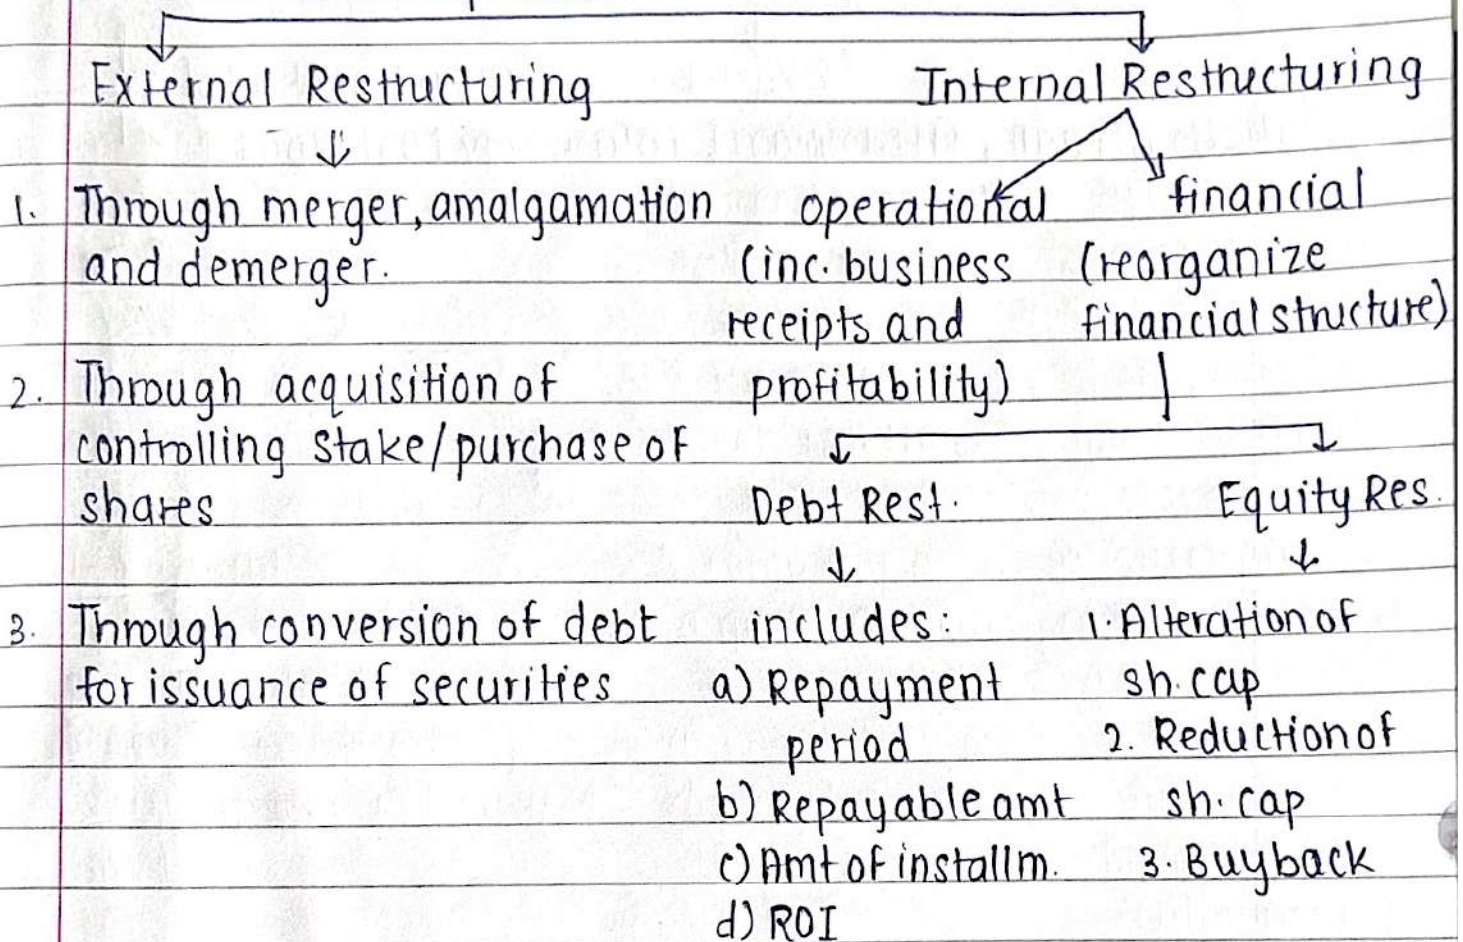 External Restructuring
Internal Restructuring
1. Through merger, amalgamation
and demerger.
2. Through acquisition of
controlling stake/purchase of
shares
3. Through conversion of debt
for issuance of securities
operational
(inc. business
receipts and
profitability)
financial
(reorganize
financial structure)
Debt Rest.
includes:
a) Repayment
period
b) Repayable amt
c) Amt of installm.
d) ROI
Equity Res.
1. Alteration of
sh. cap
2. Reduction of
sh. cap
3. Buyback